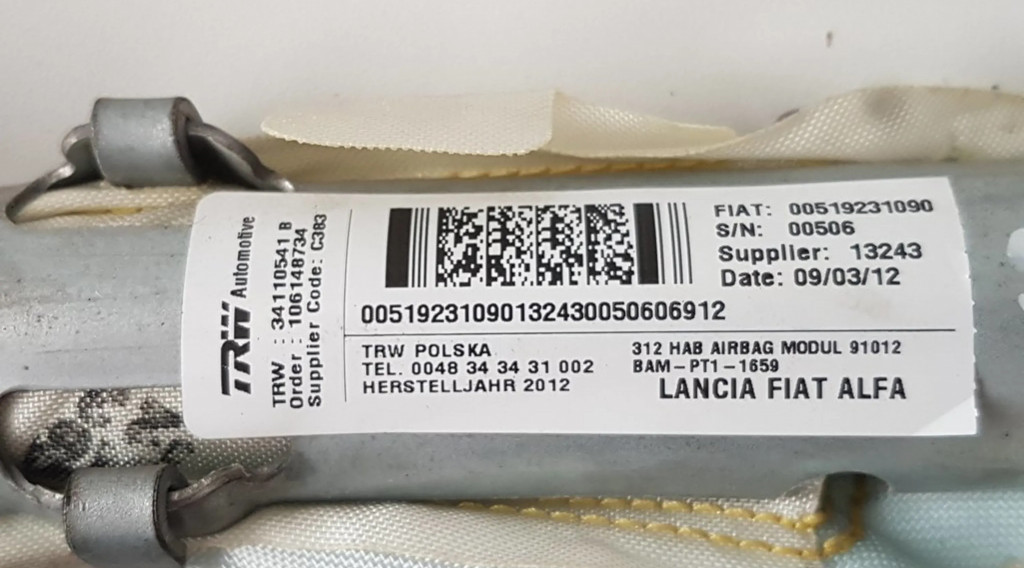 TRW Automotive
TRW : 34110541 B
Order : 106148734
Supplier Code: C383
FIAT: 00519231090
S/N: 00506
Supplier: 13243
Date: 09/03/12
00519231090132430050606912
TRW POLSKA
TEL. 0048 34 34 31 002
HERSTELLJAHR 2012
312 HAB AIRBAG MODUL 91012
BAM-PT1-1659
LANCIA FIAT ALFA